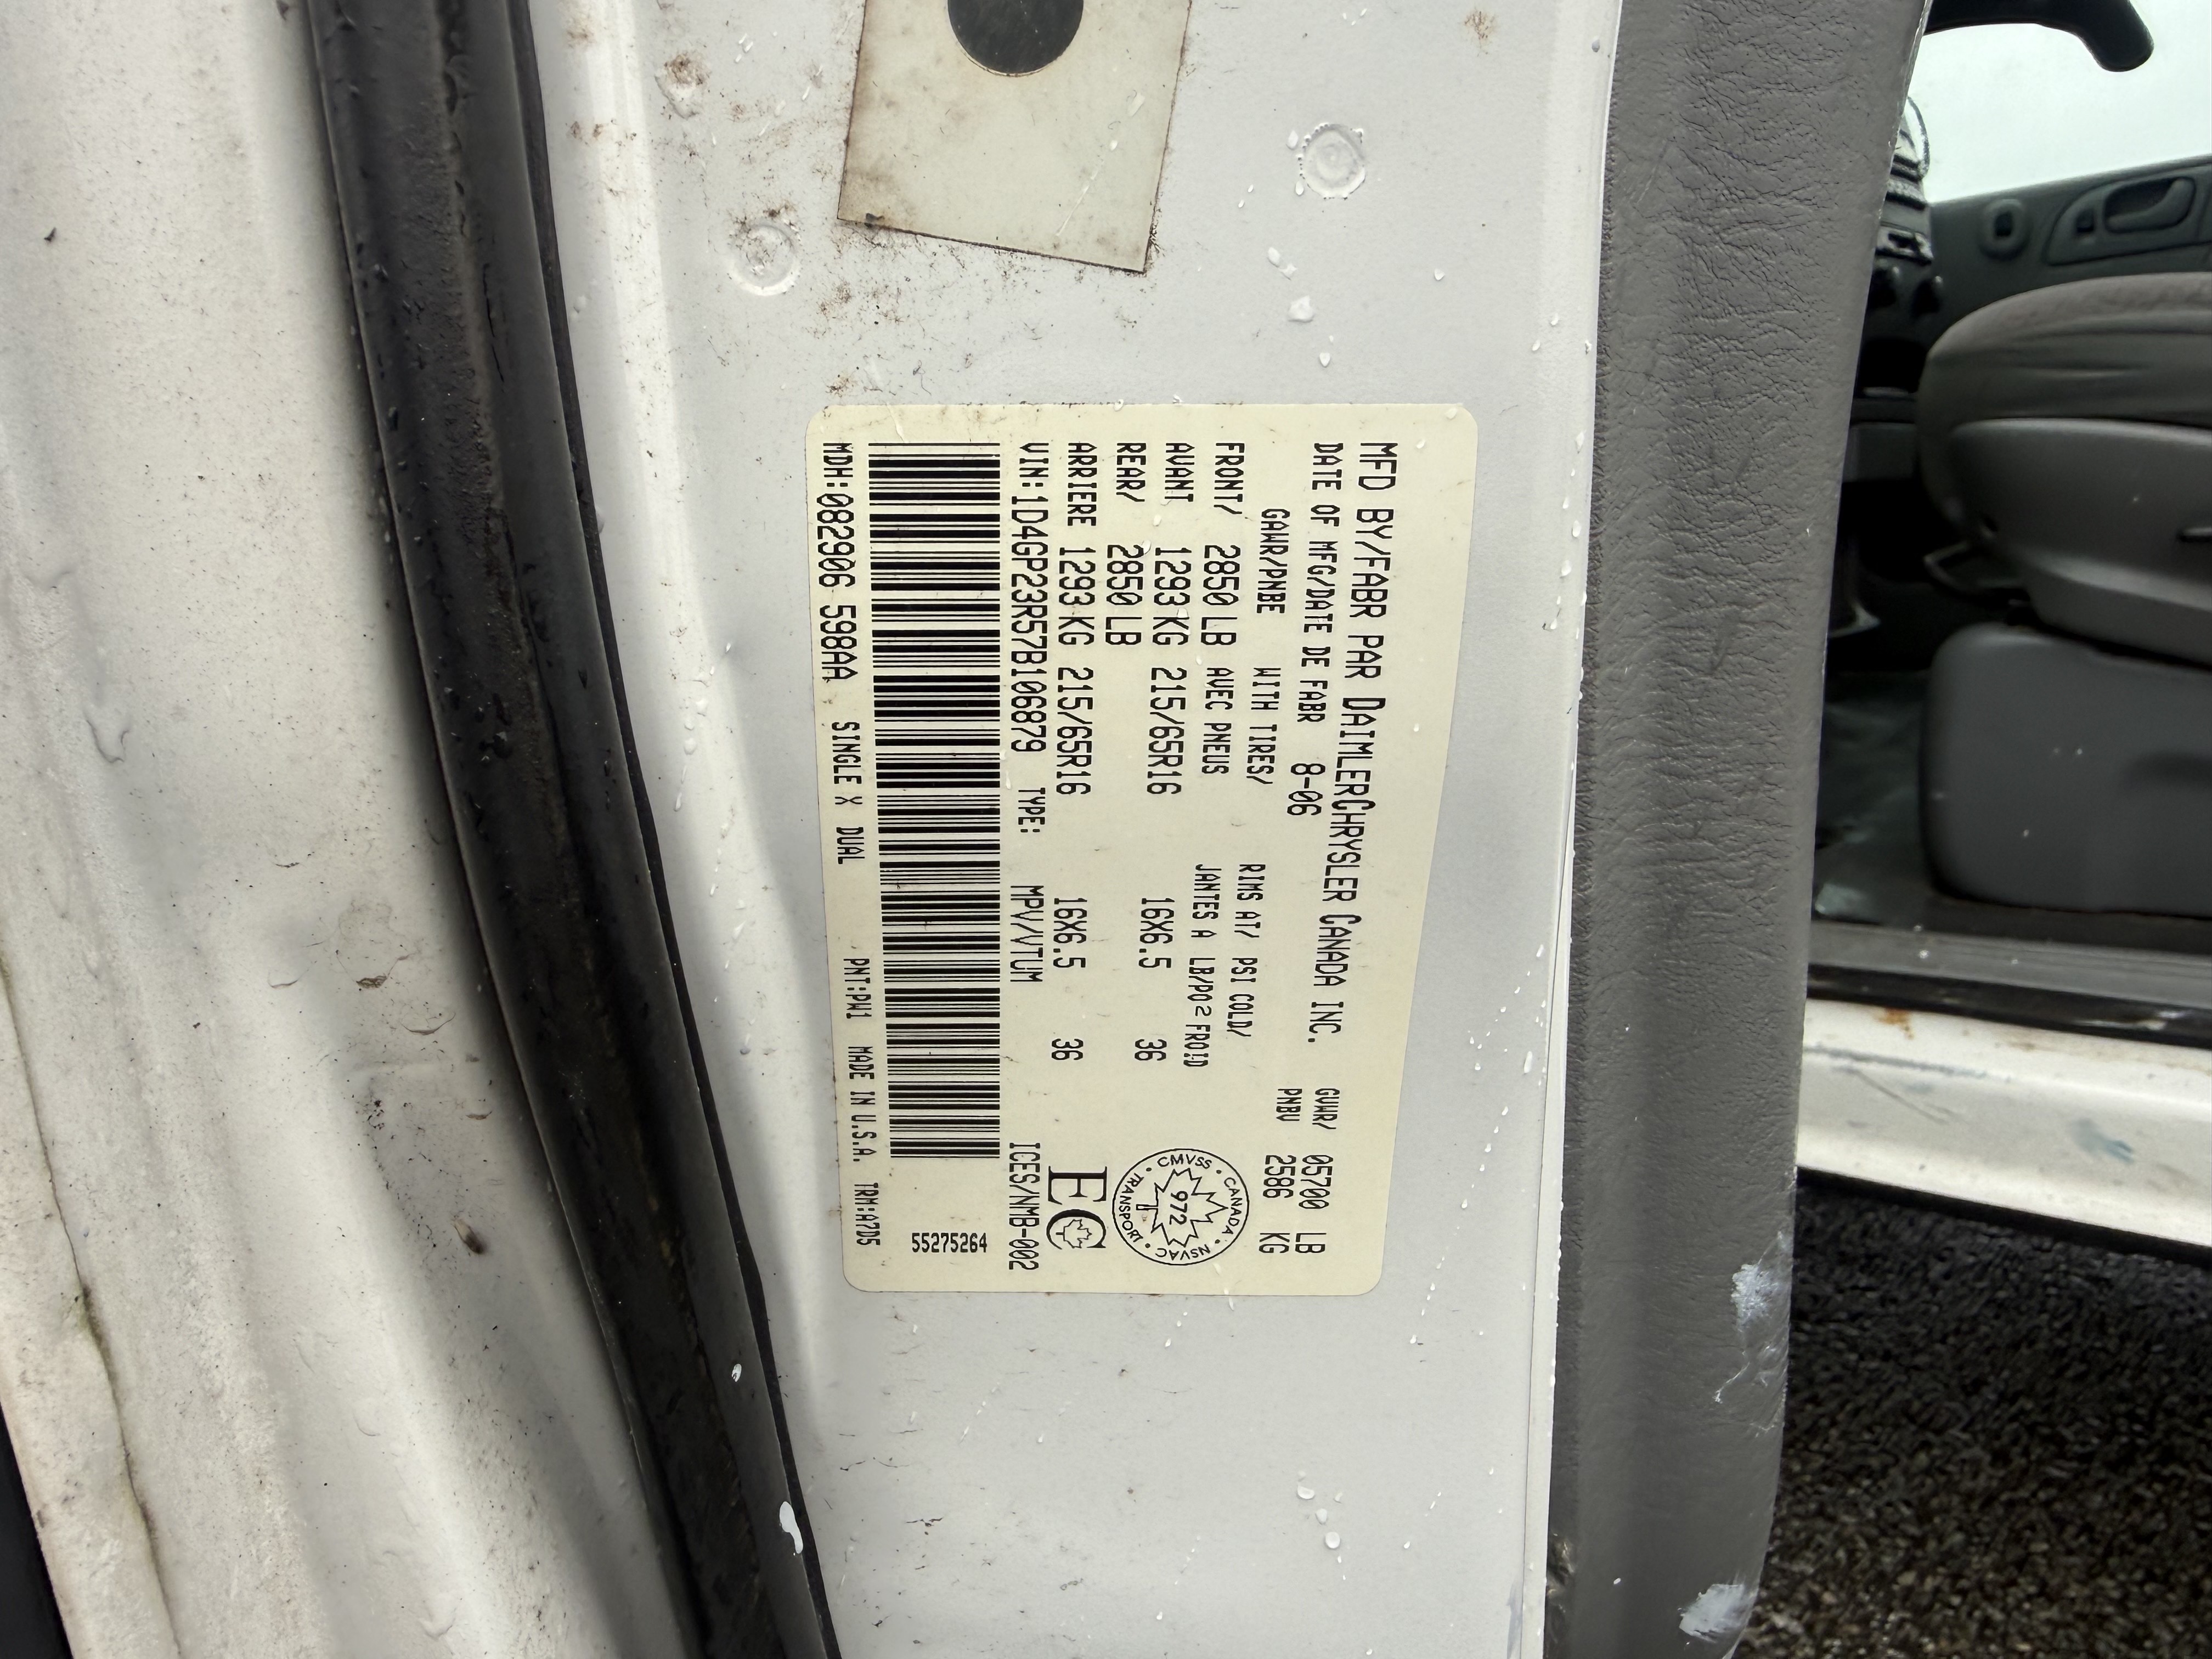 MFD BY/FABR PAR DAIMLERCHRYSLER CANADA INC.
DATE OF MFG/DATE DE FABR 8-06 GVWR/ 05700 LB
PNBV 2586 KG
GAWR/PNBE WITH TIRES/ RIMS AT/ PSI COLD/
FRONT/ 2850 LB AVEC PNEUS JANTES A LB/PO² FROID
AVANT 1293 KG 215/65R16 16X6.5 36
REAR/ 2850 LB
ARRIERE 1293 KG 215/65R16 16X6.5 36
CMVSS • CANADA • NSVAC • TRANSPORT •
972
EC
VIN:1D4GP23R57B106879 TYPE: MPV/VTUM ICES/NMB-002
55275264
MDH:082906 598AA SINGLE X DUAL PNT:PW1 MADE IN U.S.A. TRM:A7D5